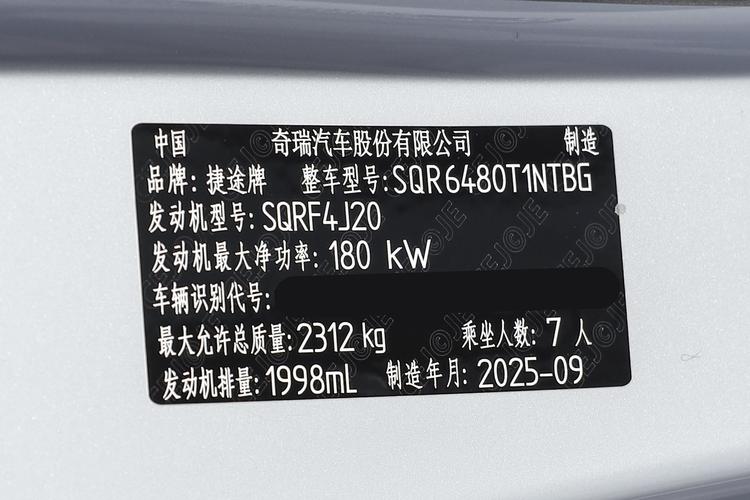 中国 奇瑞汽车股份有限公司 制造
品牌:捷途牌 整车型号:SQR6480T1NTBG
发动机型号:SQRF4J20
发动机最大净功率:180 kW
车辆识别代号:
最大允许总质量:2312 kg 乘坐人数:7 人
发动机排量:1998mL 制造年月:2025-09